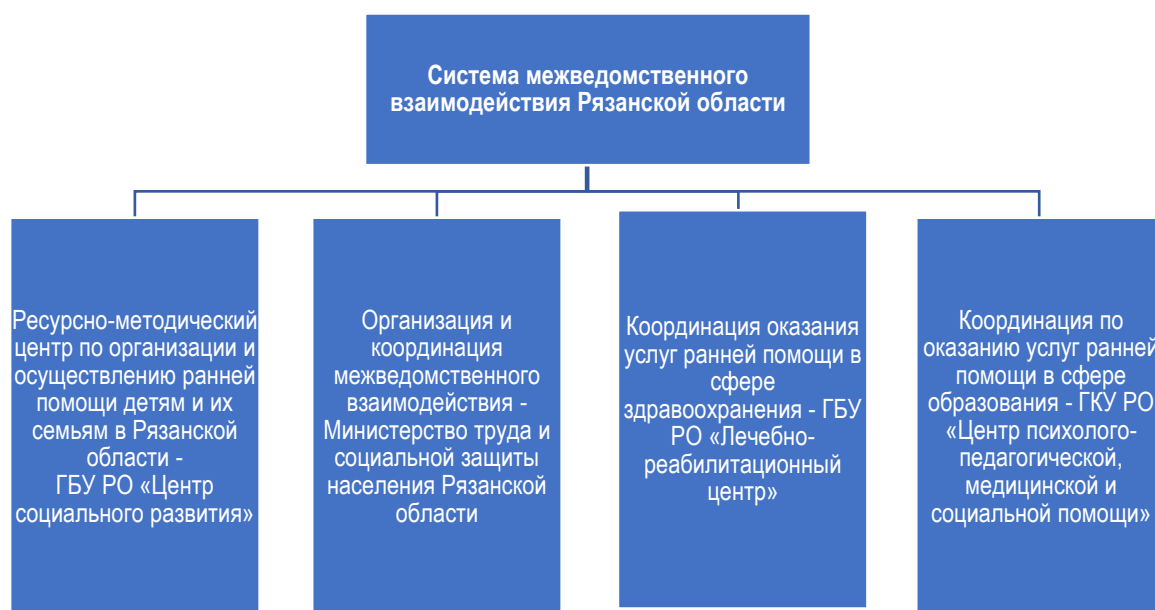 Система межведомственного
взаимодействия Рязанской области
Ресурсно-методический
центр по организации и
осуществлению ранней
помощи детям и их
семьям в Рязанской
области -
ГБУ РО «Центр
социального развития»
Организация и
координация
межведомственного
взаимодействия -
Министерство труда и
социальной защиты
населения Рязанской
области
Координация оказания
услуг ранней помощи в
сфере
здравоохранения - ГБУ
РО «Лечебно-
реабилитационный
центр»
Координация по
оказанию услуг ранней
помощи в сфере
образования - ГКУ РО
«Центр психолого-
педагогической,
медицинской и
социальной помощи»